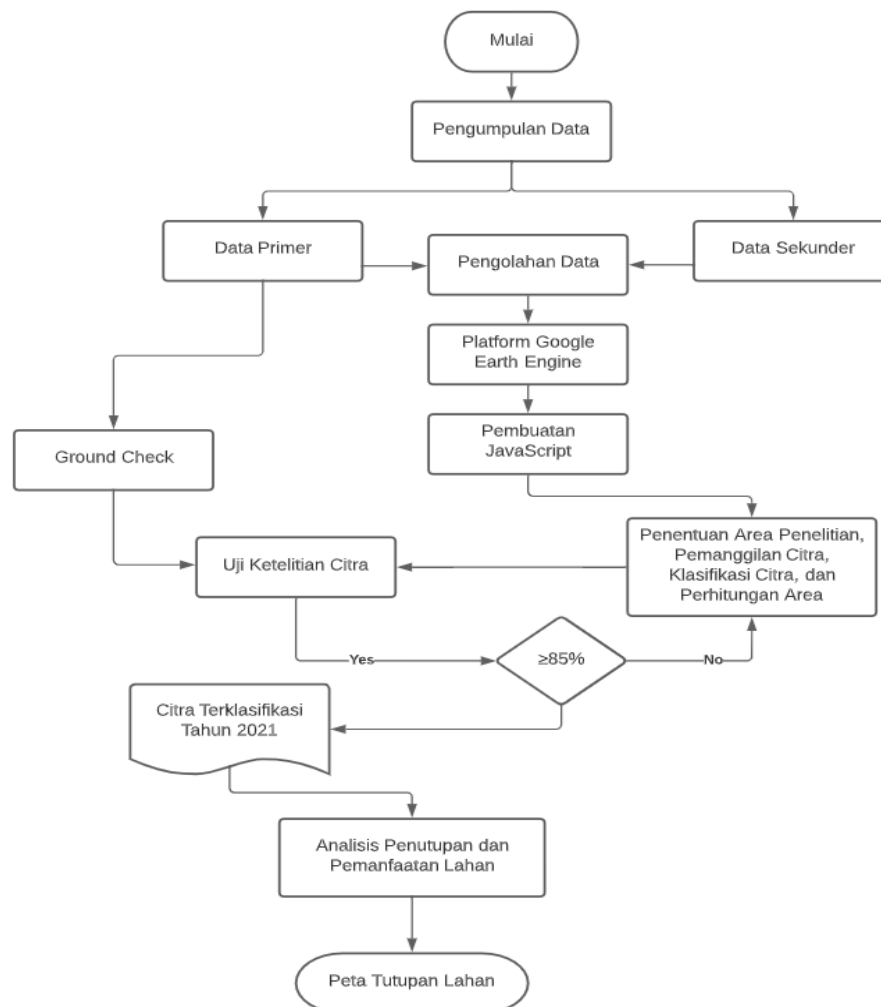 Mulai
Pengumpulan Data
Data Primer
Pengolahan Data
Data Sekunder
Platform Google
Earth Engine
Pembuatan
JavaScript
Ground Check
Uji Ketelitian Citra
Penentuan Area Penelitian,
Pemanggilan Citra,
Klasifikasi Citra, dan
Perhitungan Area
Yes
≥85%
No
Citra Terklasifikasi
Tahun 2021
Analisis Penutupan dan
Pemanfaatan Lahan
Peta Tutupan Lahan